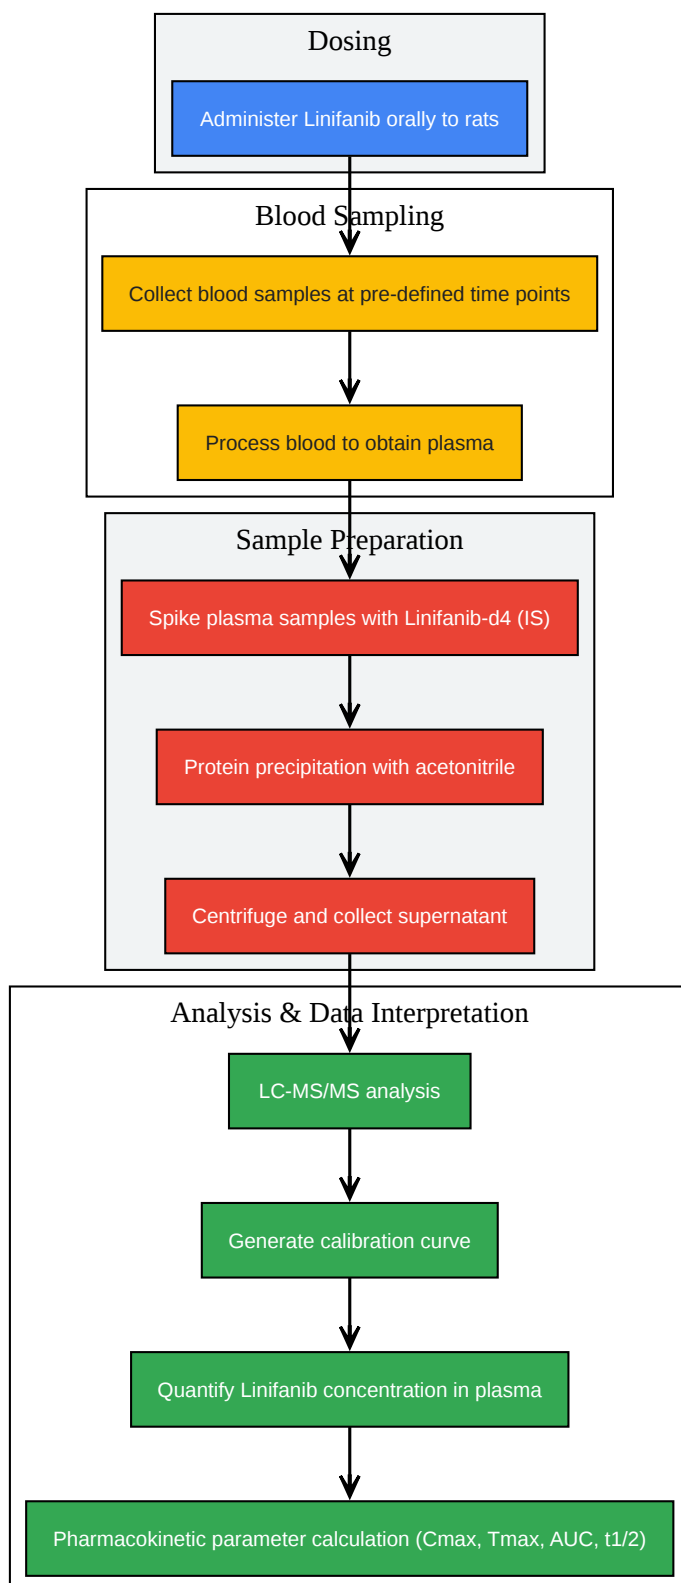 Dosing
Administer Linifanib orally to rats
Blood Sampling
Collect blood samples at pre-defined time points
Process blood to obtain plasma
Sample Preparation
Spike plasma samples with Linifanib-d4 (IS)
Protein precipitation with acetonitrile
Centrifuge and collect supernatant
Analysis & Data Interpretation
LC-MS/MS analysis
Generate calibration curve
Quantify Linifanib concentration in plasma
Pharmacokinetic parameter calculation (Cmax, Tmax, AUC, t1/2)